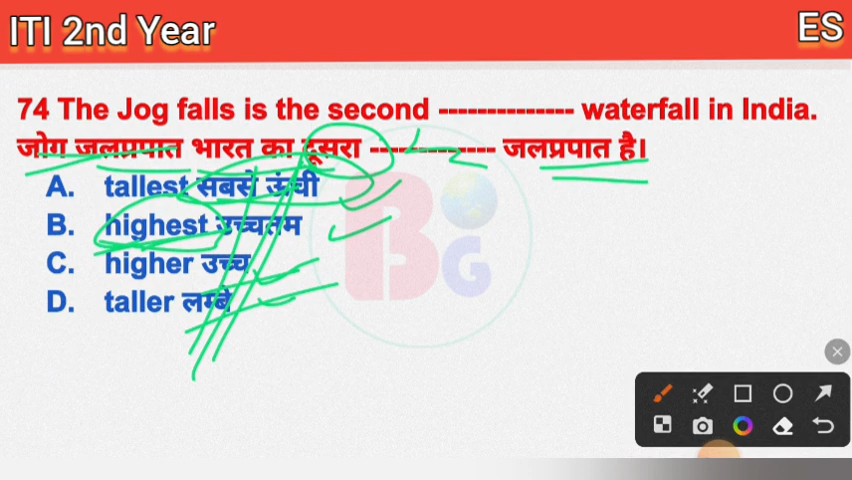 ITI 2nd Year
ES
74 The Jog falls is the second -------------- waterfall in India.
जोग जलप्रपात भारत का दूसरा ------------- जलप्रपात है।
A. tallest सबसे ऊंची
B. highest उच्चतम
C. higher उच्च
D. taller लम्बे
B
G